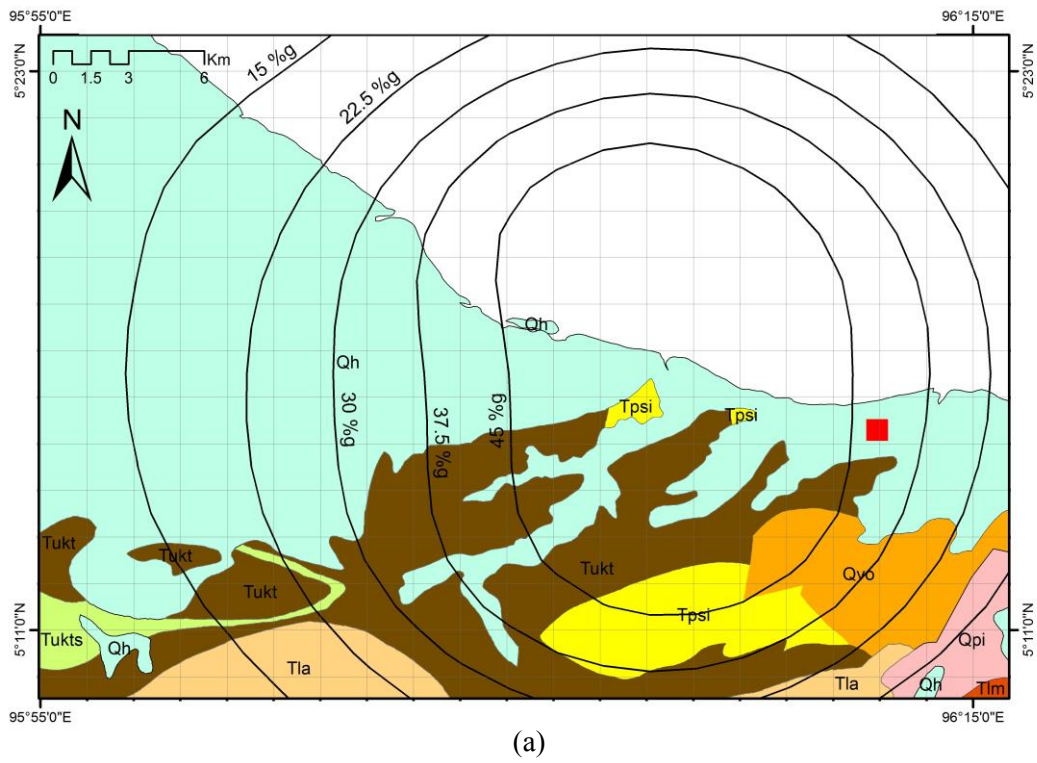 95°55'0"E 96°15'0"E
5°23'0"N 5°23'0"N
Km
0 1.5 3 6
N
15 %g
22.5 %g
Qh
Qh
30 %g
37.5 %g
45 %g
Tpsi
Tpsi
Tukt
Tukt
Tukt
Tukt
Qvo
Tpsi
5°11'0"N 5°11'0"N
Tukts
Qh
Qpi
Tla
Tla
Qh
Tlm
95°55'0"E 96°15'0"E
(a)